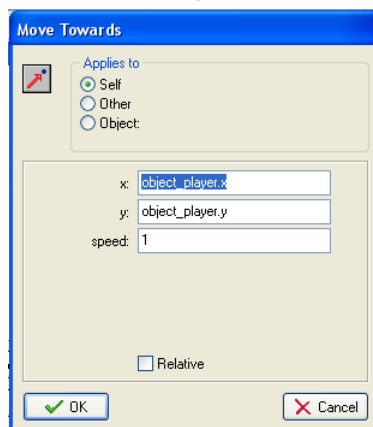 Move Towards
Applies to
Self
Other
Object:
x: object_player.x
y: object_player.y
speed: 1
Relative
OK Cancel